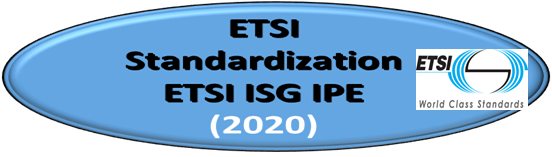 ETSI
Standardization
ETSI ISG IPE
(2020)
ETSI
World Class Standards